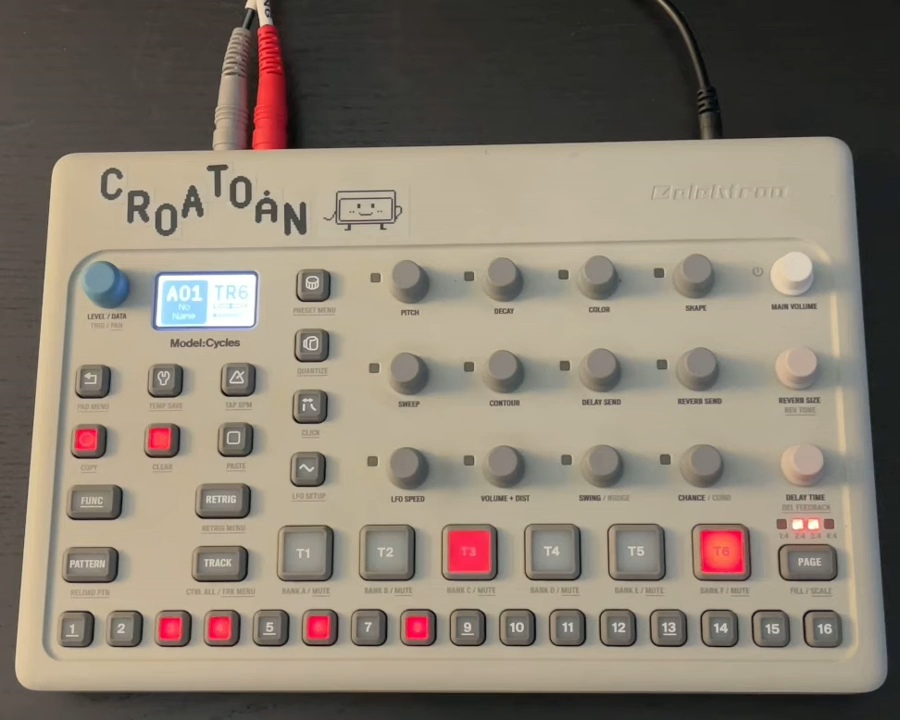 CROATOAN
elektron
A01 TR6
No
Name
Model:Cycles
LEVEL / DATA
TRIG / PAN
PRESET MENU
PITCH
DECAY
COLOR
SHAPE
MAIN VOLUME
PAD MENU
TEMP SAVE
TAP BPM
QUANTIZE
SWEEP
CONTOUR
DELAY SEND
REVERB SEND
REVERB SIZE
REV TONE
COPY
CLEAR
PASTE
CLICK
LFO SETUP
LFO SPEED
VOLUME + DIST
SWING / NUDGE
CHANCE / COND
DELAY TIME
DEL FEEDBACK
FUNC
RETRIG
RETRIG MENU
1:4 2:4 3:4 4:4
T1 T2 T3 T4 T5 T6
PATTERN
TRACK
PAGE
RELOAD PTN
CTRL ALL / TRK MENU
BANK A / MUTE
BANK B / MUTE
BANK C / MUTE
BANK D / MUTE
BANK E / MUTE
BANK F / MUTE
FILL / SCALE
1 2 5 7 9 10 11 12 13 14 15 16